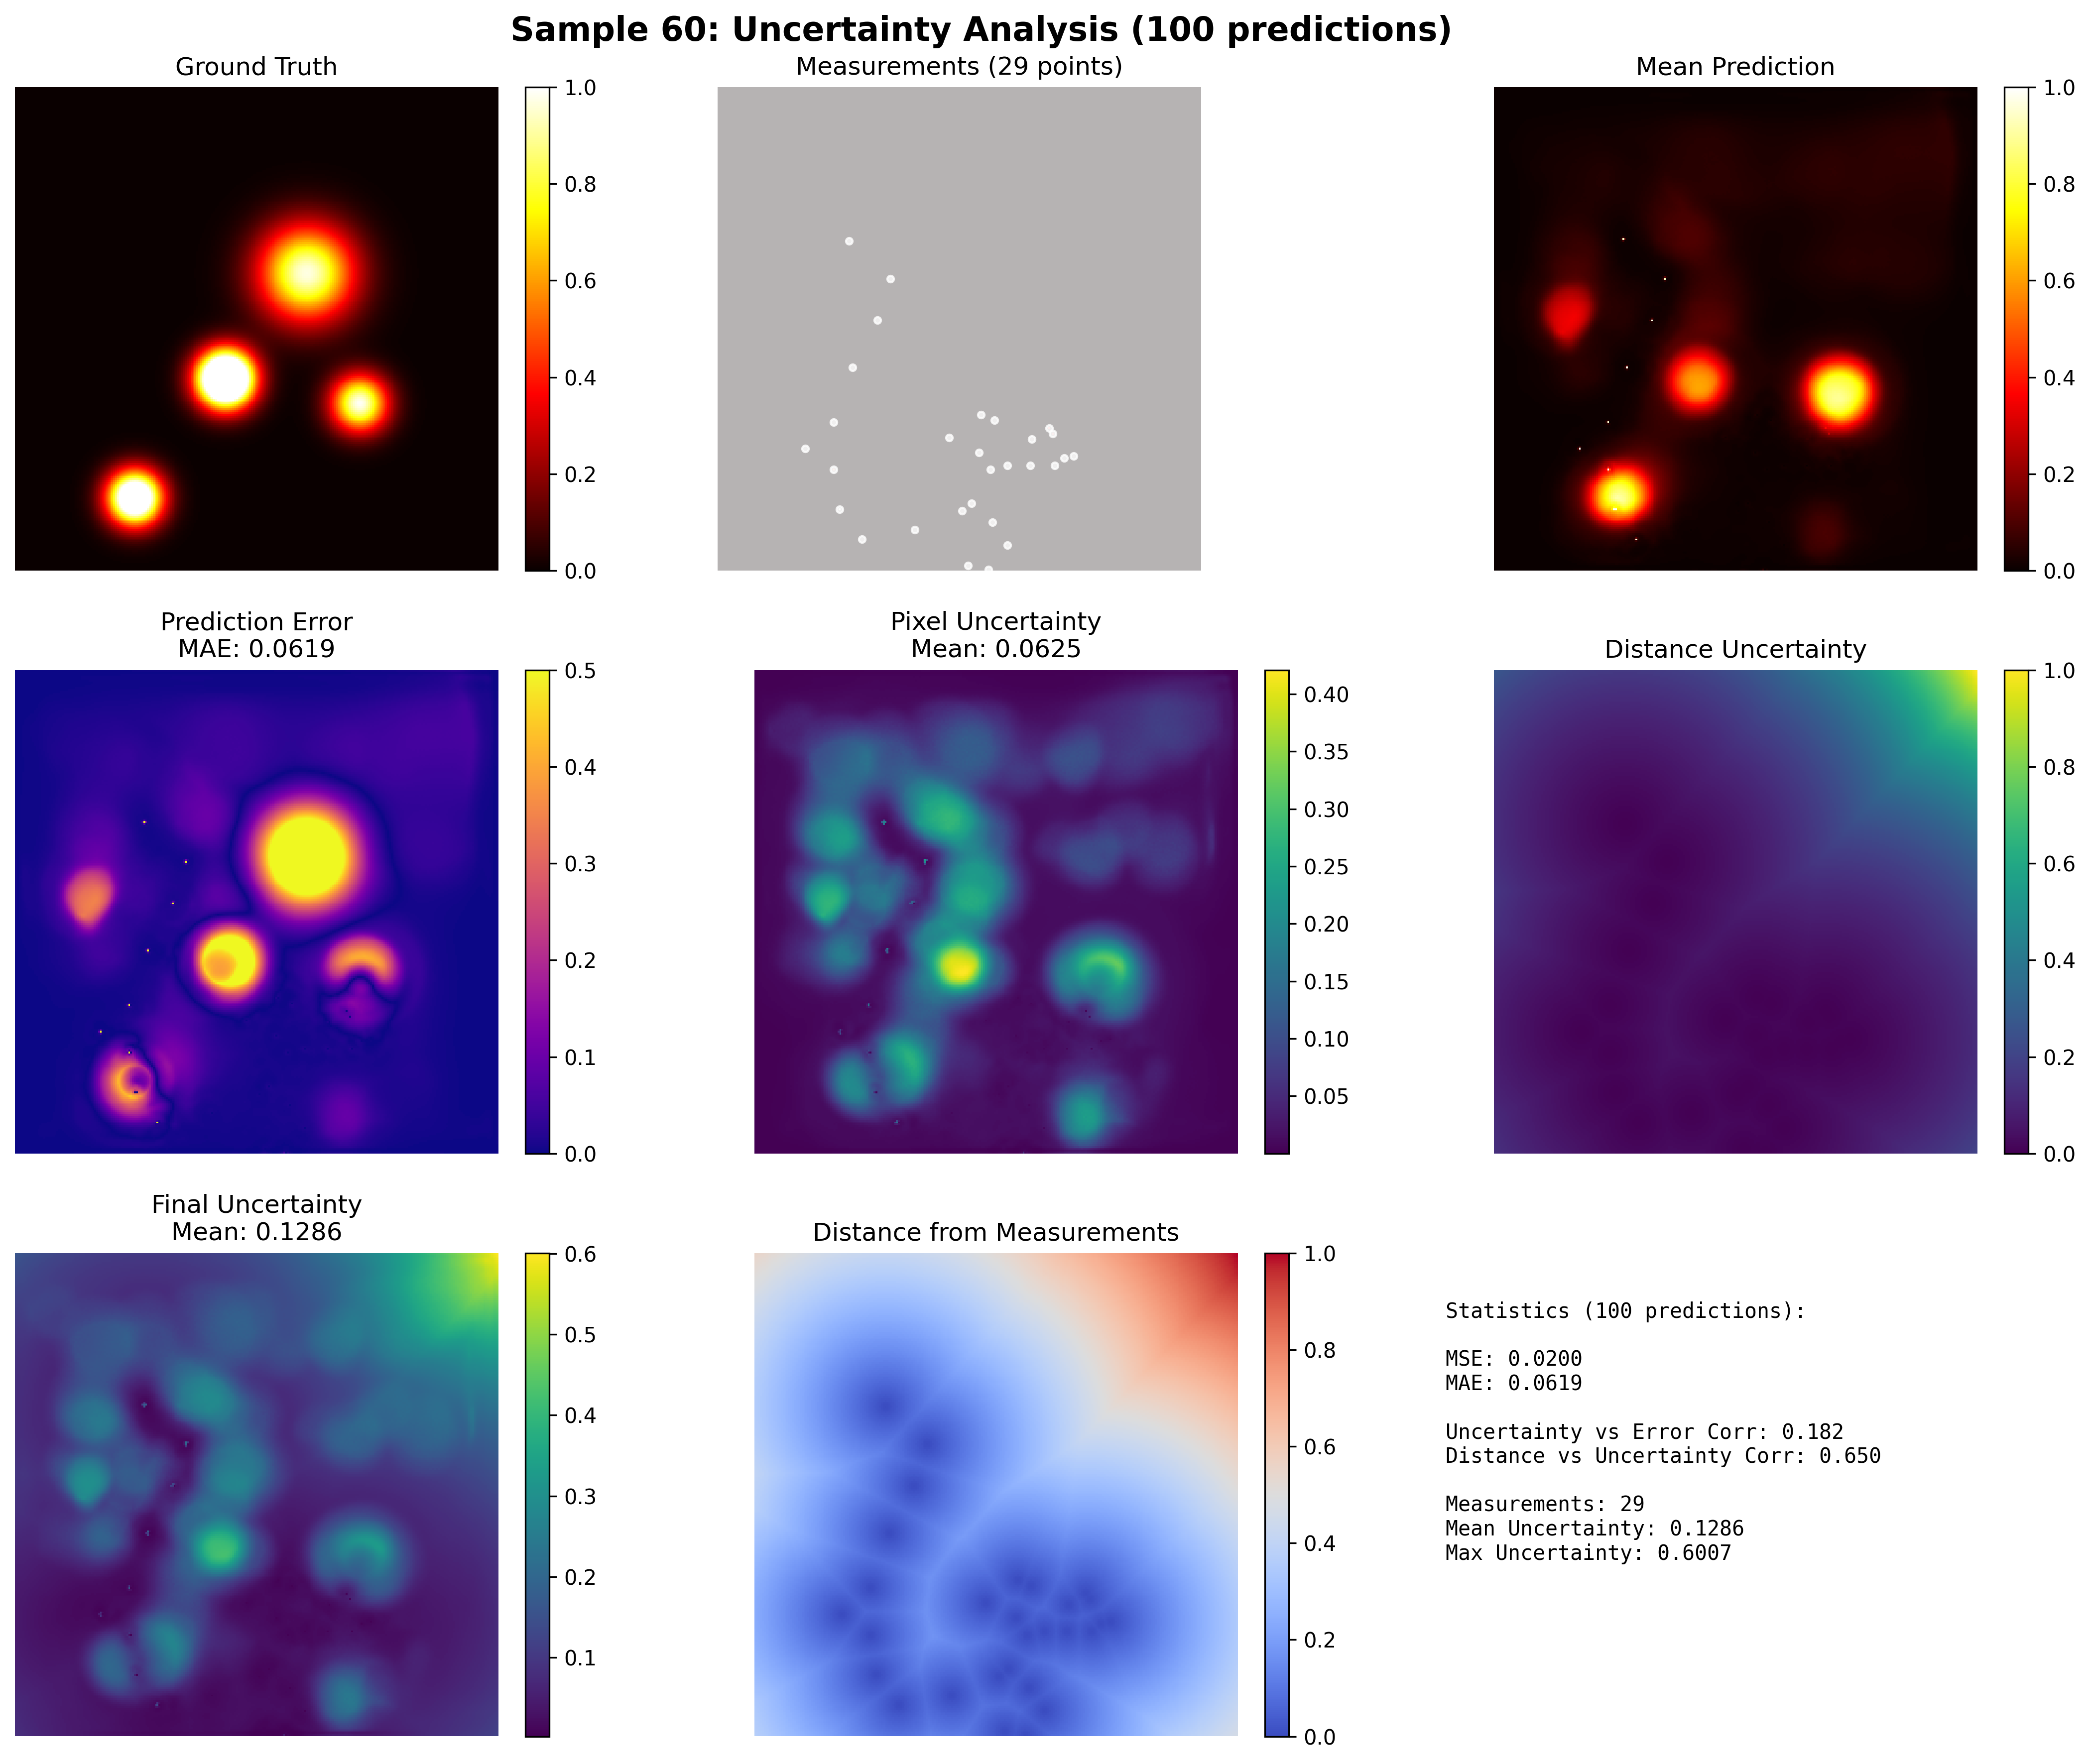 Sample 60: Uncertainty Analysis (100 predictions)
Ground Truth
1.0
0.8
0.6
0.4
0.2
0.0
Measurements (29 points)
Mean Prediction
1.0
0.8
0.6
0.4
0.2
0.0
Prediction Error
MAE: 0.0619
0.5
0.4
0.3
0.2
0.1
0.0
Pixel Uncertainty
Mean: 0.0625
0.40
0.35
0.30
0.25
0.20
0.15
0.10
0.05
Distance Uncertainty
1.0
0.8
0.6
0.4
0.2
0.0
Final Uncertainty
Mean: 0.1286
0.6
0.5
0.4
0.3
0.2
0.1
Distance from Measurements
1.0
0.8
0.6
0.4
0.2
0.0
Statistics (100 predictions):
MSE: 0.0200
MAE: 0.0619
Uncertainty vs Error Corr: 0.182
Distance vs Uncertainty Corr: 0.650
Measurements: 29
Mean Uncertainty: 0.1286
Max Uncertainty: 0.6007